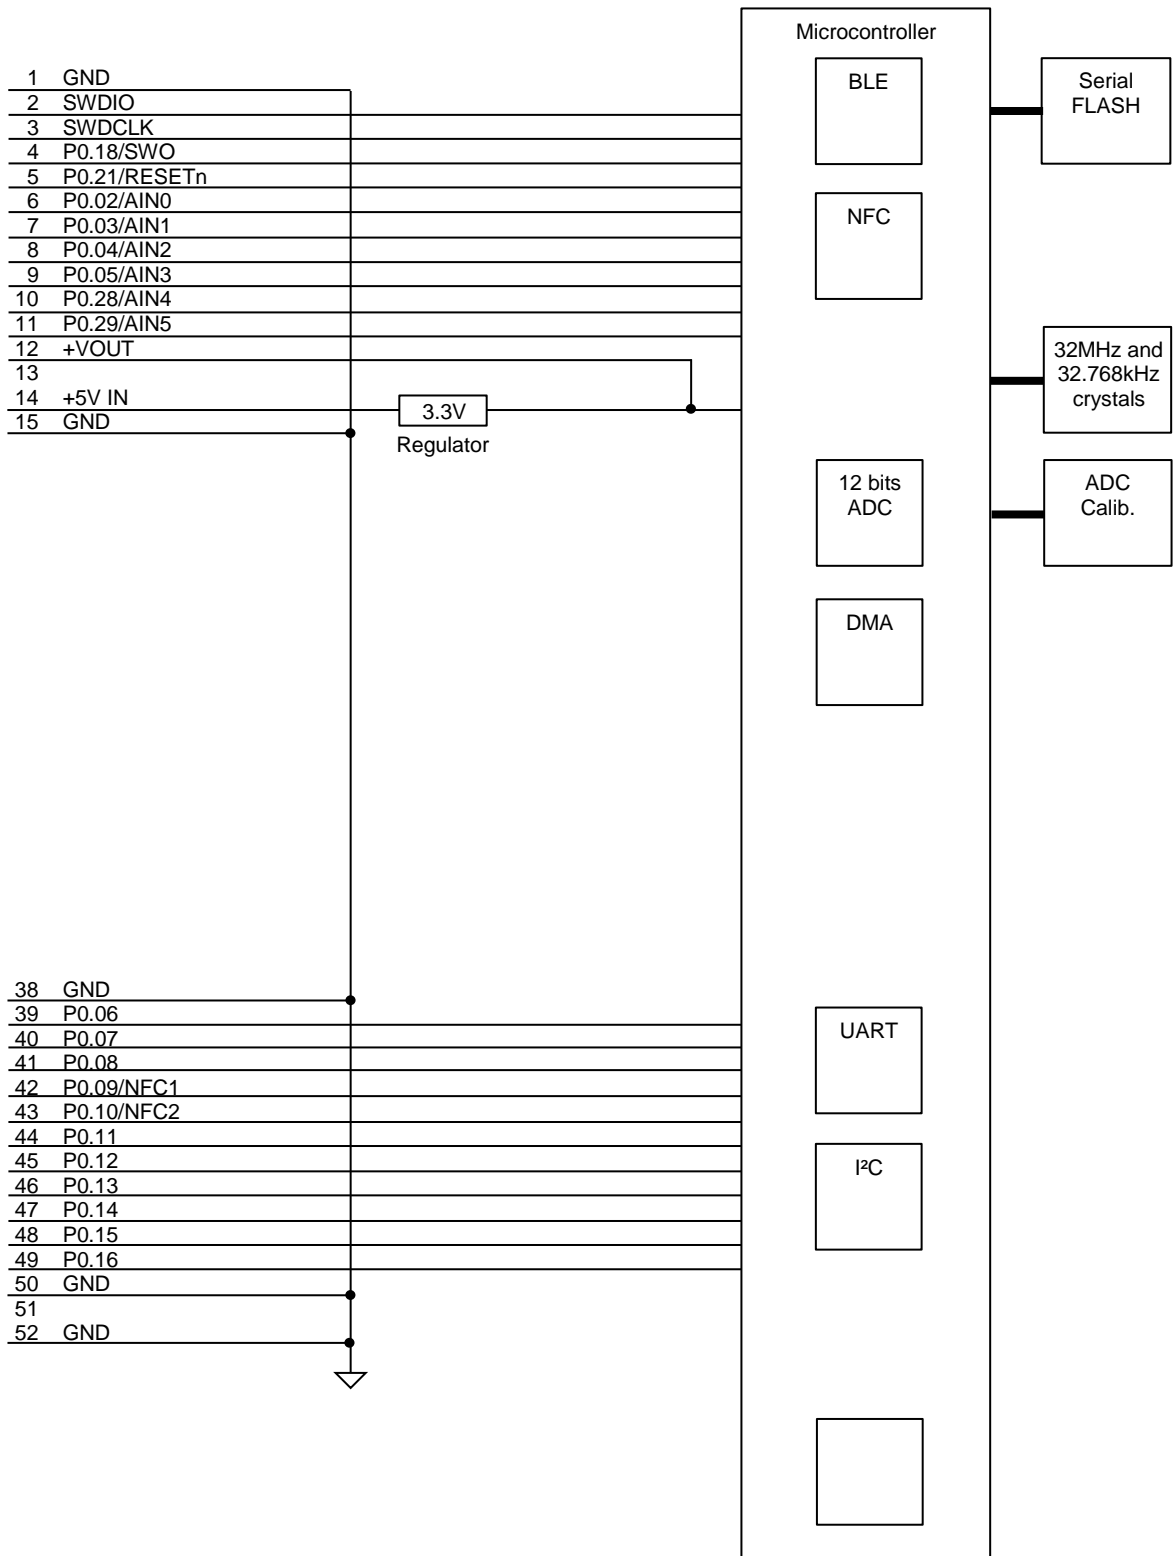 Microcontroller
1 GND
2 SWDIO
3 SWDCLK
4 P0.18/SWO
5 P0.21/RESETn
6 P0.02/AIN0
7 P0.03/AIN1
8 P0.04/AIN2
9 P0.05/AIN3
10 P0.28/AIN4
11 P0.29/AIN5
12 +VOUT
13
14 +5V IN
15 GND
3.3V
Regulator
BLE
Serial
FLASH
NFC
32MHz and
32.768kHz
crystals
12 bits
ADC
ADC
Calib.
DMA
38 GND
39 P0.06
40 P0.07
41 P0.08
42 P0.09/NFC1
43 P0.10/NFC2
44 P0.11
45 P0.12
46 P0.13
47 P0.14
48 P0.15
49 P0.16
50 GND
51
52 GND
UART
I²C